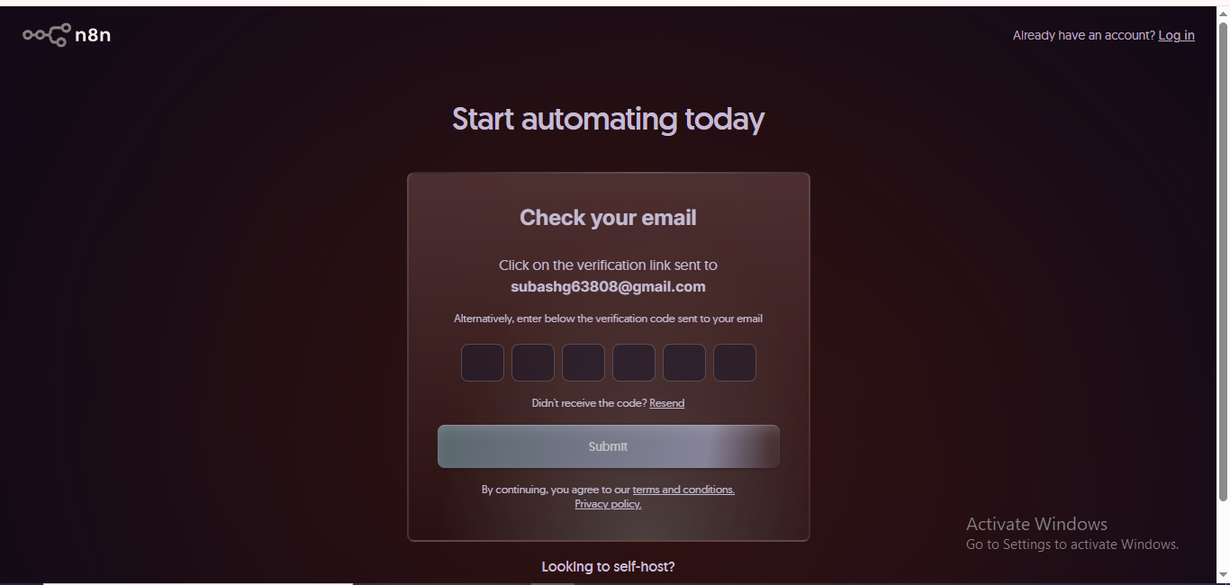 n8n
Already have an account? Log in
Start automating today
Check your email
Click on the verification link sent to
subashg63808@gmail.com
Alternatively, enter below the verification code sent to your email
Didn't receive the code? Resend
Submit
By continuing, you agree to our terms and conditions.
Privacy policy.
Activate Windows
Go to Settings to activate Windows.
Looking to self-host?